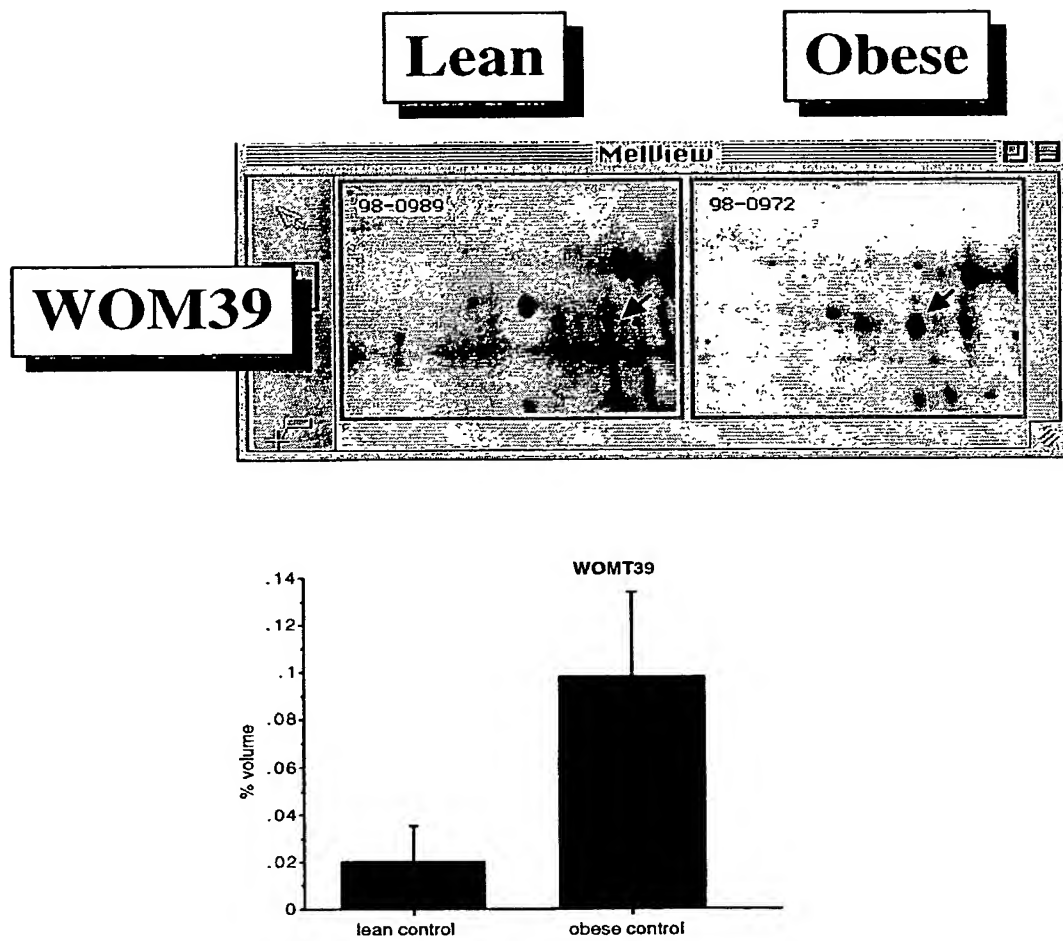 Lean
Obese
MelView
98-0989
98-0972
WOM39
WOMT39
.14
.12
.1
.08
.06
.04
.02
0
% volume
lean control
obese control